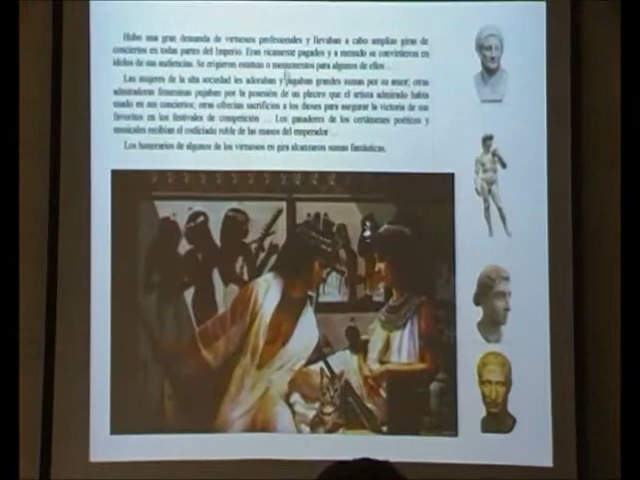 Hubo una gran demanda de virtuosos profesionales y llevaban a cabo amplias giras de
conciertos en todas partes del Imperio. Eran ricamente pagados y a menudo se convirtieron en
ídolos de sus audiencias. Se erigieron estatuas o monumentos para algunos de ellos ...
Las mujeres de la alta sociedad les adoraban y pagaban grandes sumas por su amor; otras
admiradoras femeninas pujaban por la posesión de un plectro que el artista admirado había
usado en sus conciertos; otras ofrecían sacrificios a los dioses para asegurar la victoria de sus
favoritos en los festivales de competición ... Los ganadores de los certámenes poéticos y
musicales recibían el codiciado roble de las manos del emperador ...
Los honorarios de algunos de los virtuosos en gira alcanzaron sumas fantásticas.